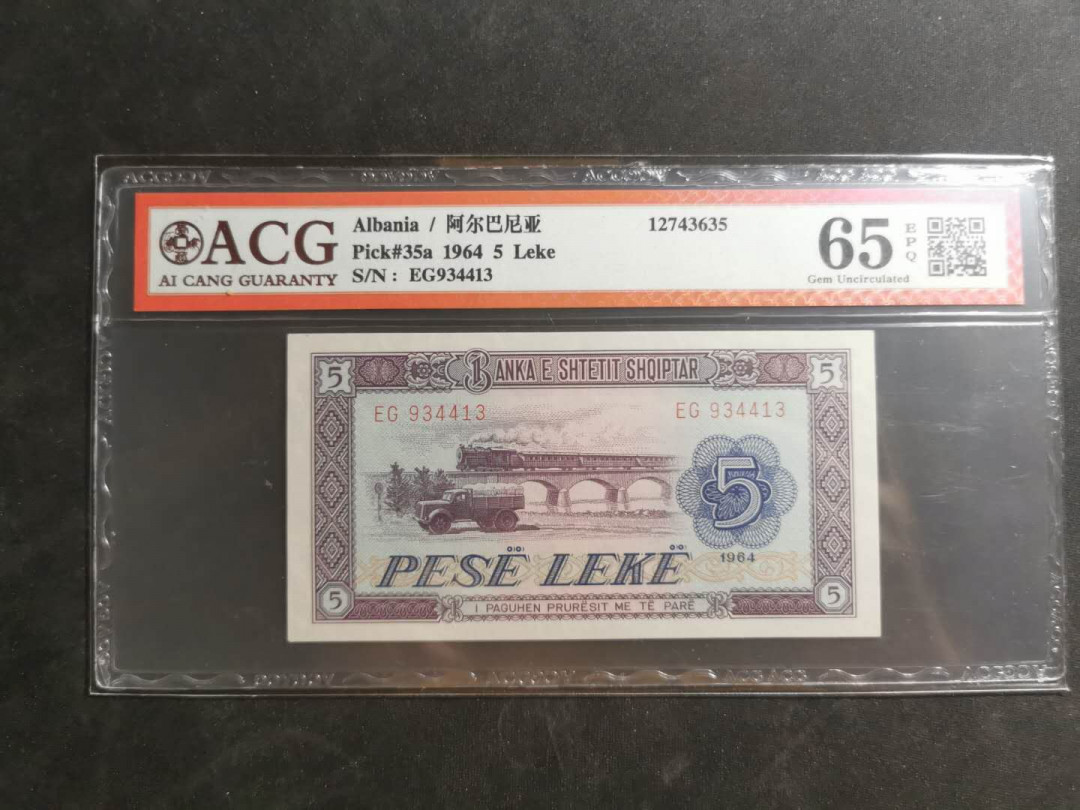 ACG
AI CANG GUARANTY
Albania / 阿尔巴尼亚
Pick#35a 1964 5 Leke
S/N : EG934413
12743635
65
EPQ
Gem Uncirculated
5
BANKA E SHTETIT SHQIPTAR
5
EG 934413
EG 934413
5
PESË LEKË
1964
5
I PAGUHEN PRURËSIT ME TË PARË
5